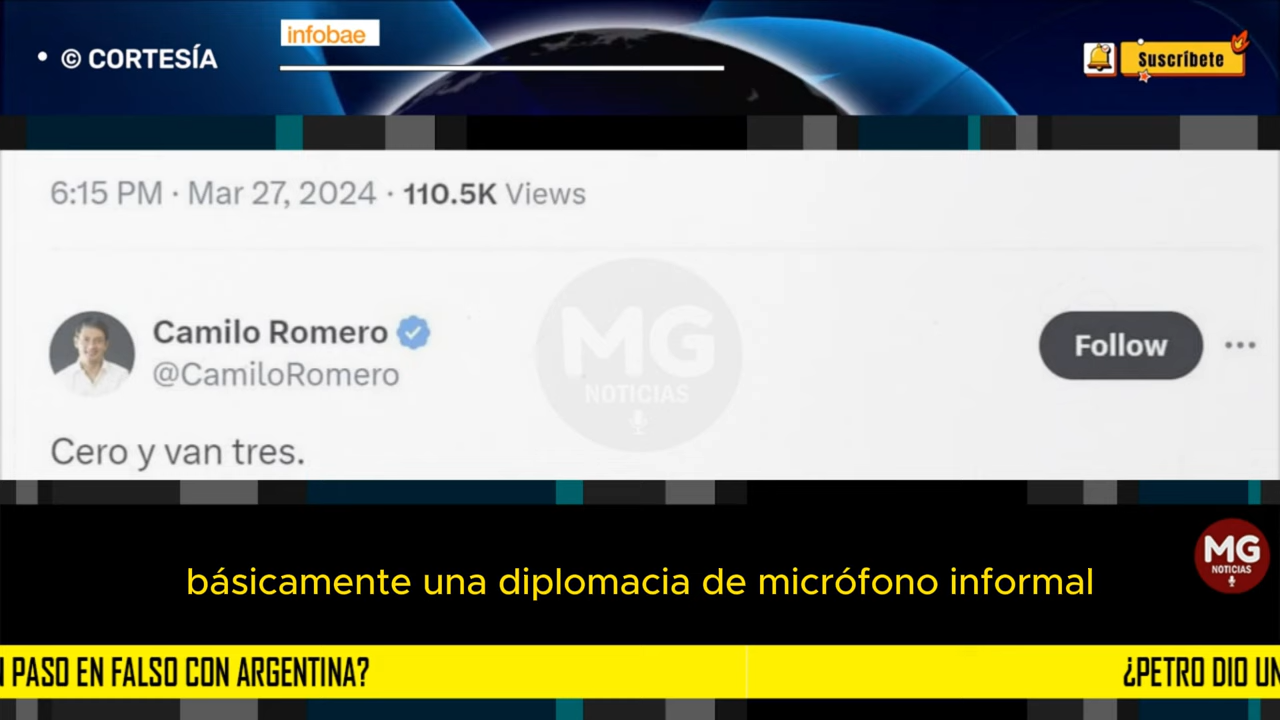 infobae
• © CORTESÍA
Suscríbete
6:15 PM · Mar 27, 2024 · 110.5K Views
Camilo Romero
@CamiloRomero
Follow
Cero y van tres.
MG
NOTICIAS
MG
NOTICIAS
básicamente una diplomacia de micrófono informal
N PASO EN FALSO CON ARGENTINA?
¿PETRO DIO UN